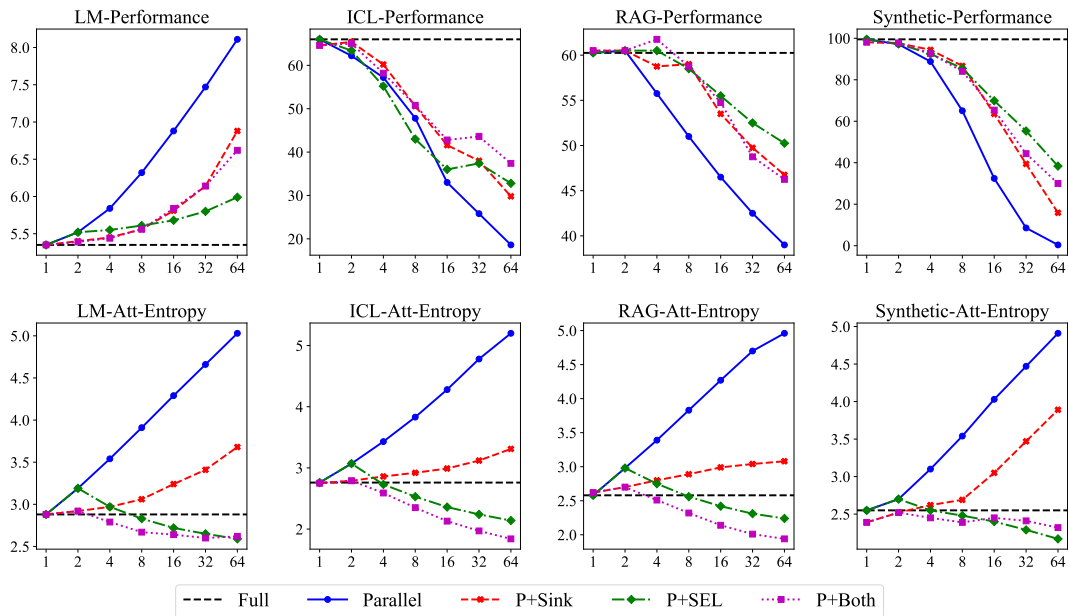 LM-Performance
8.0
7.5
7.0
6.5
6.0
5.5
1 2 4 8 16 32 64
ICL-Performance
60
50
40
30
20
1 2 4 8 16 32 64
RAG-Performance
60
55
50
45
40
1 2 4 8 16 32 64
Synthetic-Performance
100
80
60
40
20
0
1 2 4 8 16 32 64
LM-Att-Entropy
5.0
4.5
4.0
3.5
3.0
2.5
1 2 4 8 16 32 64
ICL-Att-Entropy
5
4
3
2
1 2 4 8 16 32 64
RAG-Att-Entropy
5.0
4.5
4.0
3.5
3.0
2.5
2.0
1 2 4 8 16 32 64
Synthetic-Att-Entropy
5.0
4.5
4.0
3.5
3.0
2.5
1 2 4 8 16 32 64
Full Parallel P+Sink P+SEL P+Both